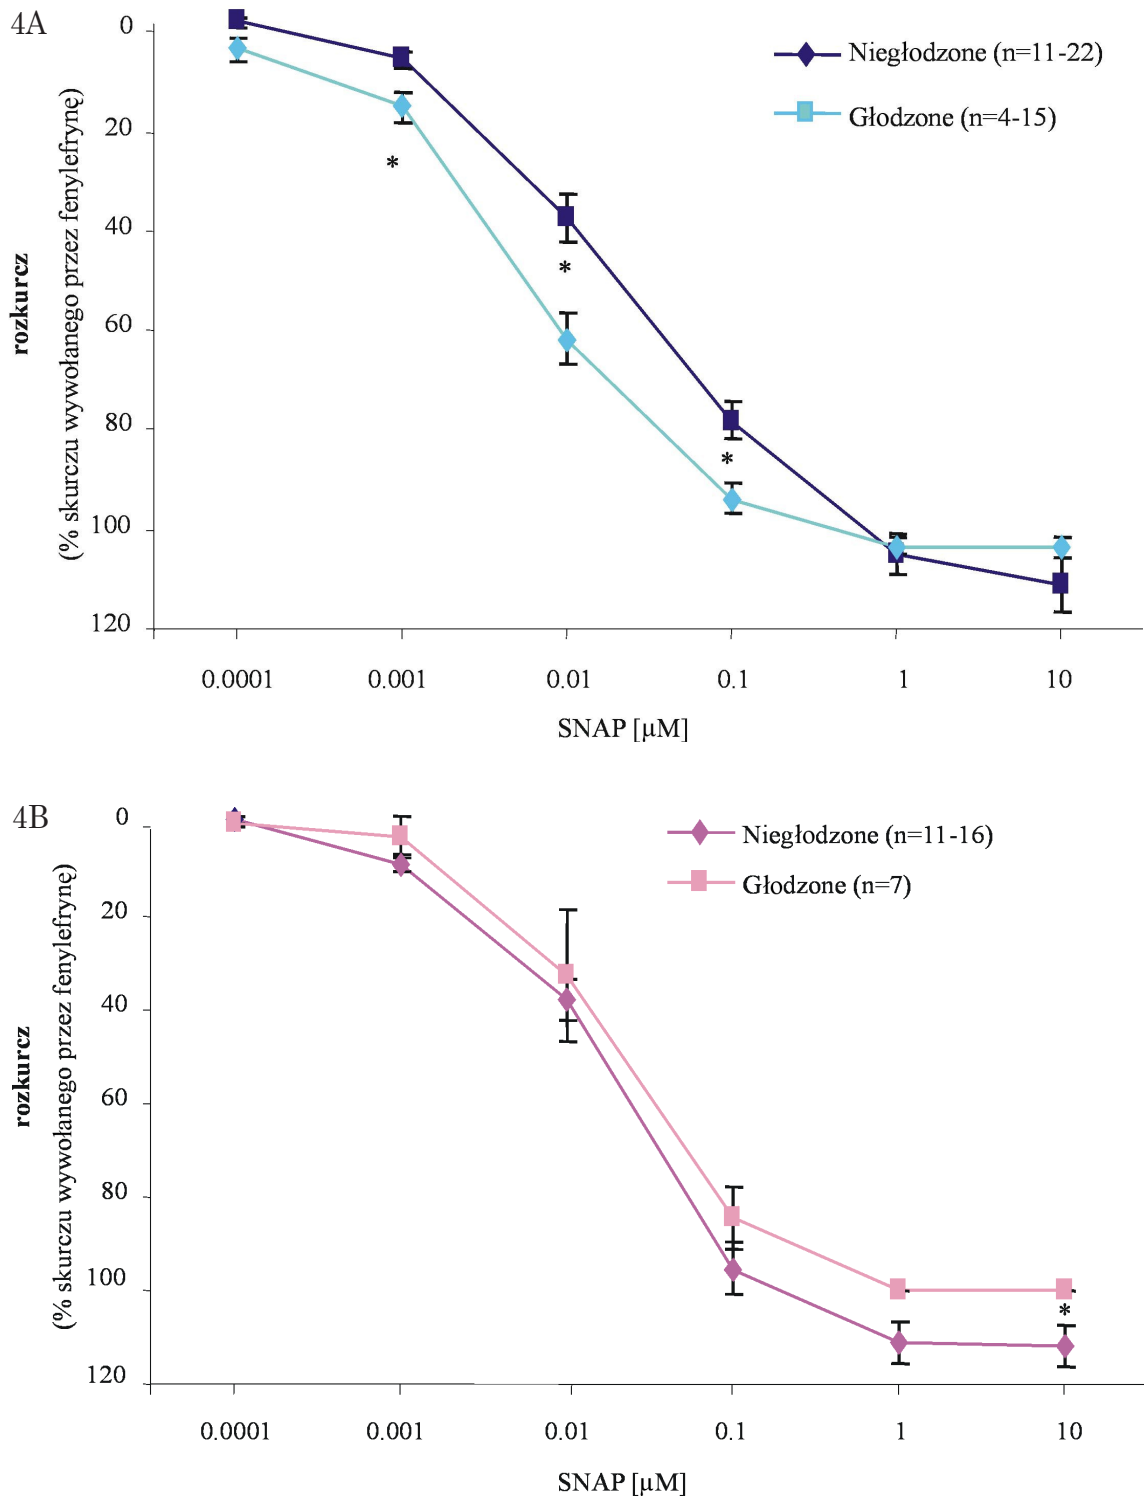 4A
0
20
40
60
80
100
120
rozkurcz
(% skurczu wywołanego przez fenylefrynę)
Niegłodzone (n=11-22)
Głodzone (n=4-15)
*
*
*
0.0001 0.001 0.01 0.1 1 10
SNAP [µM]
4B
0
20
40
60
80
100
120
rozkurcz
(% skurczu wywołanego przez fenylefrynę)
Niegłodzone (n=11-16)
Głodzone (n=7)
*
0.0001 0.001 0.01 0.1 1 10
SNAP [µM]